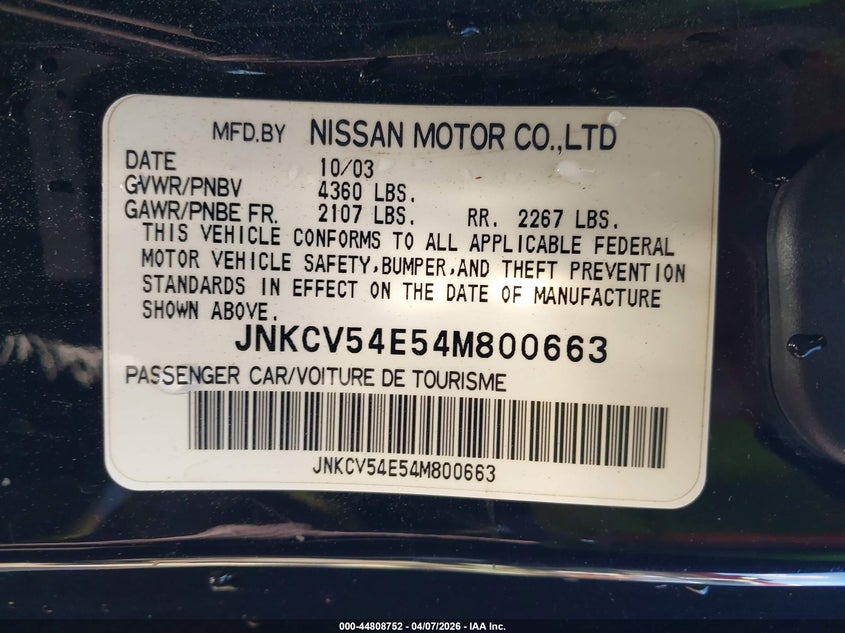 MFD.BY NISSAN MOTOR CO.,LTD
DATE 10/03
GVWR/PNBV 4360 LBS.
GAWR/PNBE FR. 2107 LBS. RR. 2267 LBS.
THIS VEHICLE CONFORMS TO ALL APPLICABLE FEDERAL
MOTOR VEHICLE SAFETY,BUMPER,AND THEFT PREVENTION
STANDARDS IN EFFECT ON THE DATE OF MANUFACTURE
SHOWN ABOVE.
JNKCV54E54M800663
PASSENGER CAR/VOITURE DE TOURISME
JNKCV54E54M800663
000-44808752 - 04/07/2026 - IAA Inc.